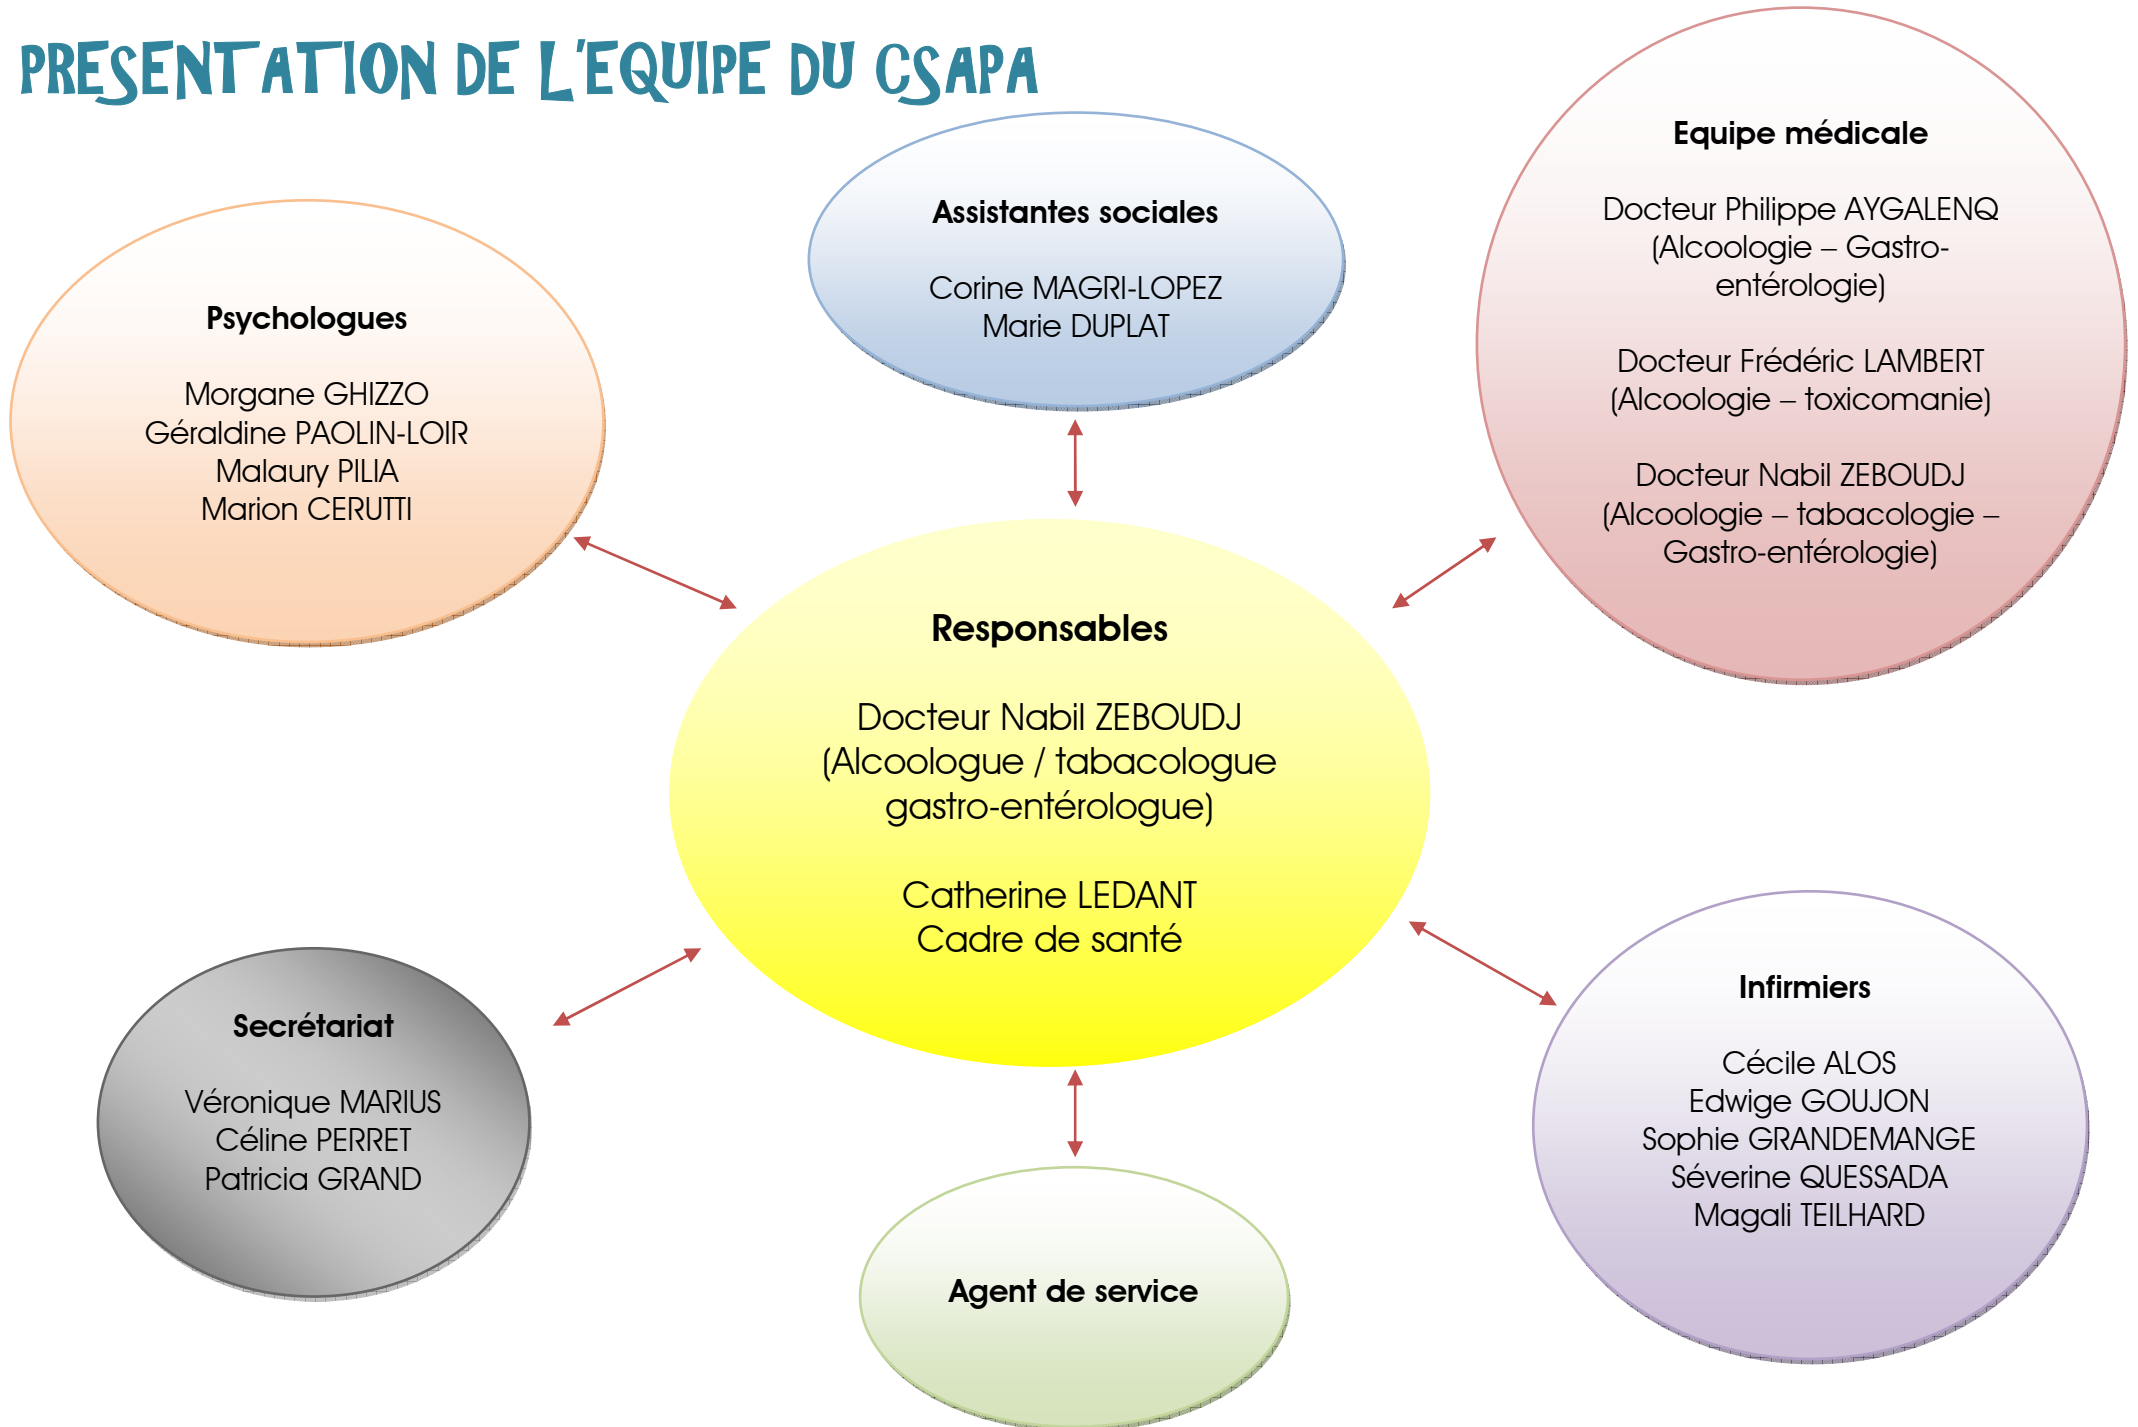 PRESENTATION DE L'EQUIPE DU CSAPA
Psychologues
Morgane GHIZZO
Géraldine PAOLIN-LOIR
Malaury PILIA
Marion CERUTTI
Assistantes sociales
Corine MAGRI-LOPEZ
Marie DUPLAT
Equipe médicale
Docteur Philippe AYGALENQ
(Alcoologie – Gastro-
entérologie)
Docteur Frédéric LAMBERT
(Alcoologie – toxicomanie)
Docteur Nabil ZEBOUDJ
(Alcoologie – tabacologie –
Gastro-entérologie)
Responsables
Docteur Nabil ZEBOUDJ
(Alcoologue / tabacologue
gastro-entérologue)
Catherine LEDANT
Cadre de santé
Secrétariat
Véronique MARIUS
Céline PERRET
Patricia GRAND
Agent de service
Infirmiers
Cécile ALOS
Edwige GOUJON
Sophie GRANDEMANGE
Séverine QUESSADA
Magali TEILHARD